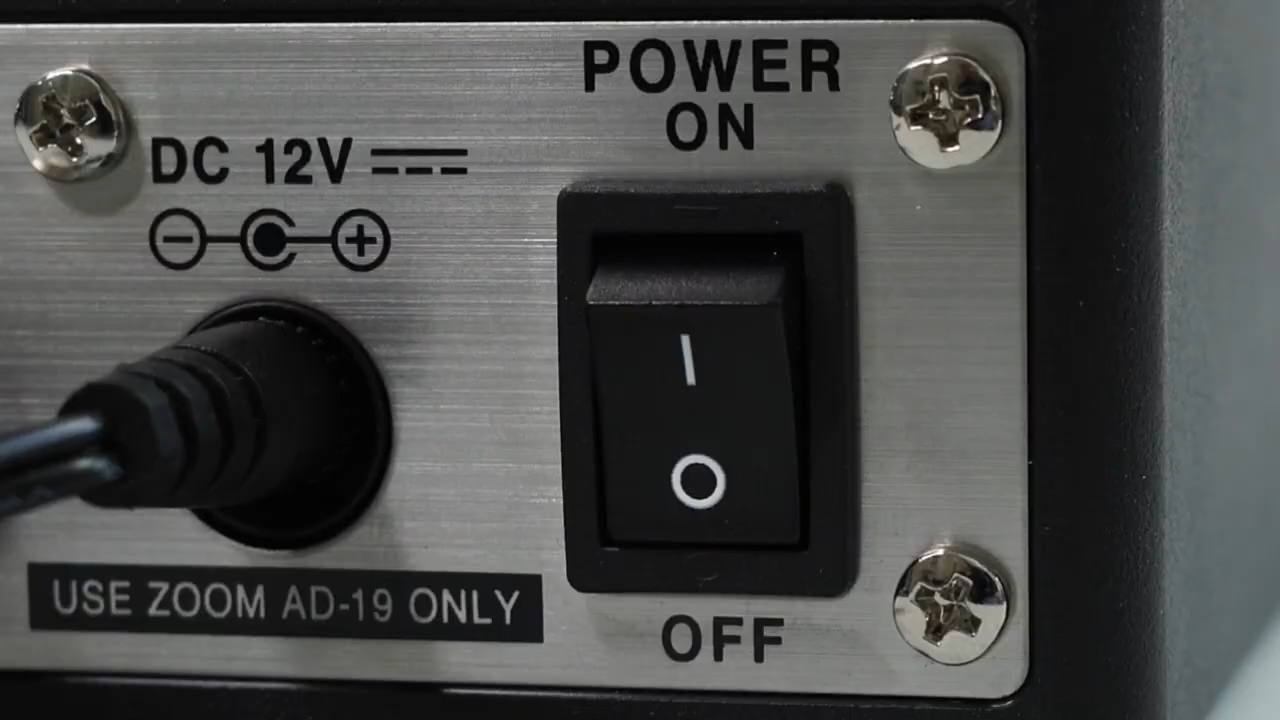 POWER
ON
DC 12V ⎓
I
O
USE ZOOM AD-19 ONLY
OFF